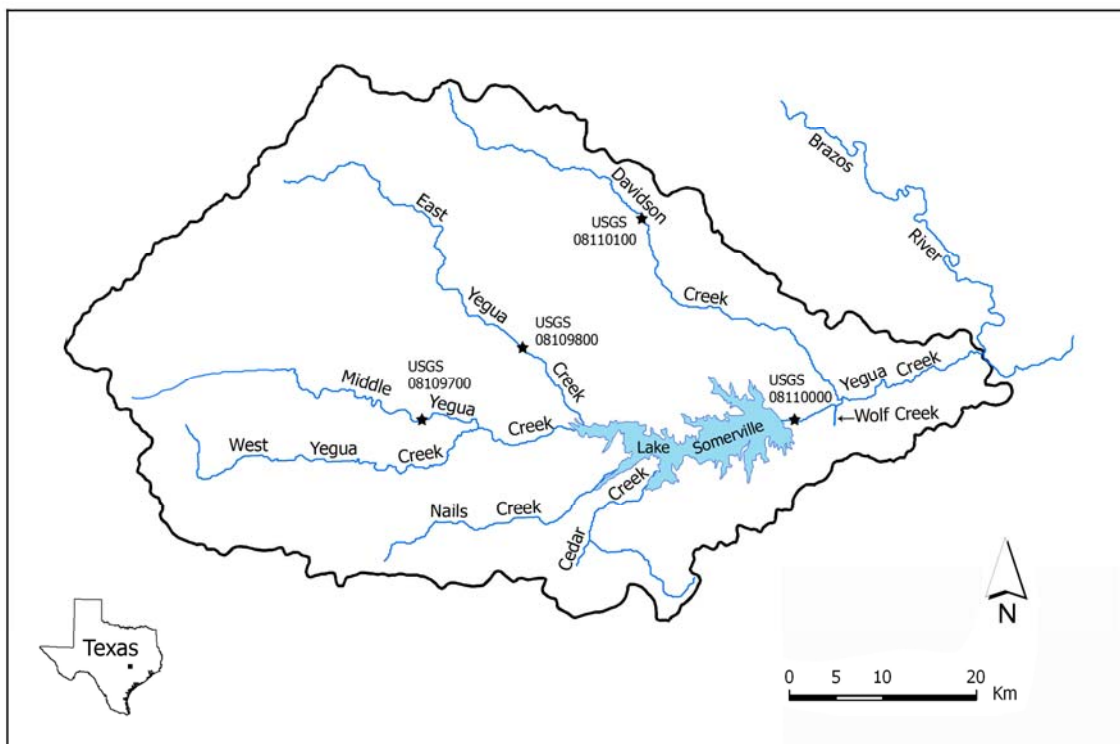 Brazos
River
Davidson
Creek
USGS
08110100
East
Yegua
Creek
USGS
08109800
USGS
08109700
Middle
Yegua
Creek
West
Yegua
Creek
USGS
08110000
Yegua
Creek
Wolf Creek
Lake
Somerville
Nails
Creek
Cedar
Creek
Texas
N
0
5
10
20
Km